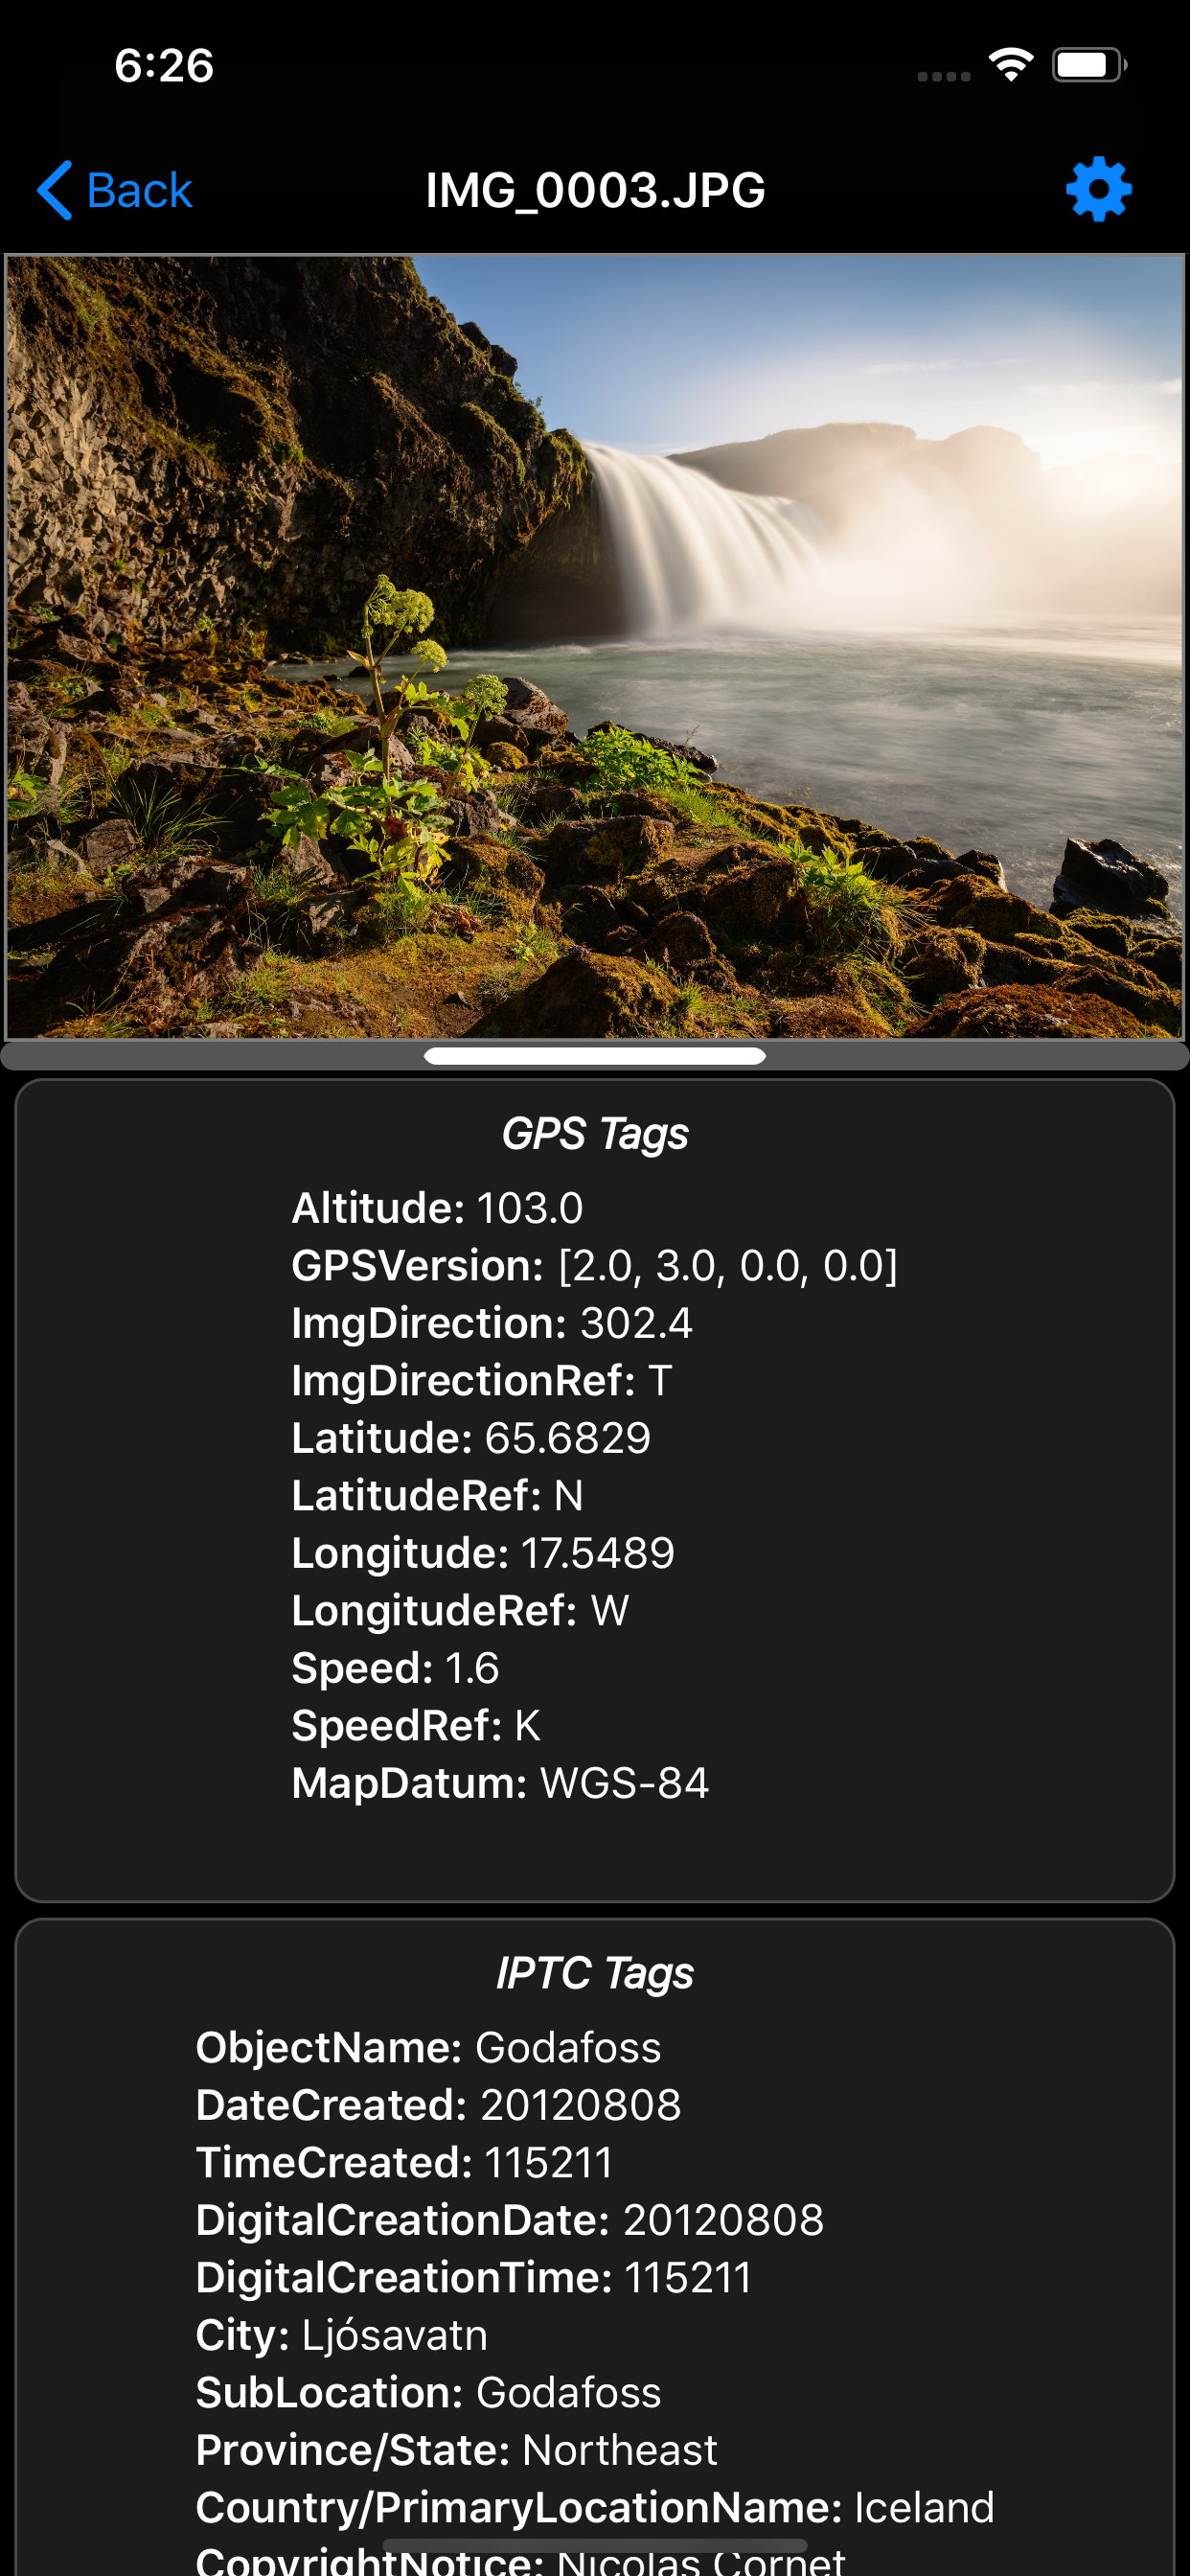 6:26
Back
IMG_0003.JPG
GPS Tags
Altitude: 103.0
GPSVersion: [2.0, 3.0, 0.0, 0.0]
ImgDirection: 302.4
ImgDirectionRef: T
Latitude: 65.6829
LatitudeRef: N
Longitude: 17.5489
LongitudeRef: W
Speed: 1.6
SpeedRef: K
MapDatum: WGS-84
IPTC Tags
ObjectName: Godafoss
DateCreated: 20120808
TimeCreated: 115211
DigitalCreationDate: 20120808
DigitalCreationTime: 115211
City: Ljósavatn
SubLocation: Godafoss
Province/State: Northeast
Country/PrimaryLocationName: Iceland
CopyrightNotice: Nicolas Cornet